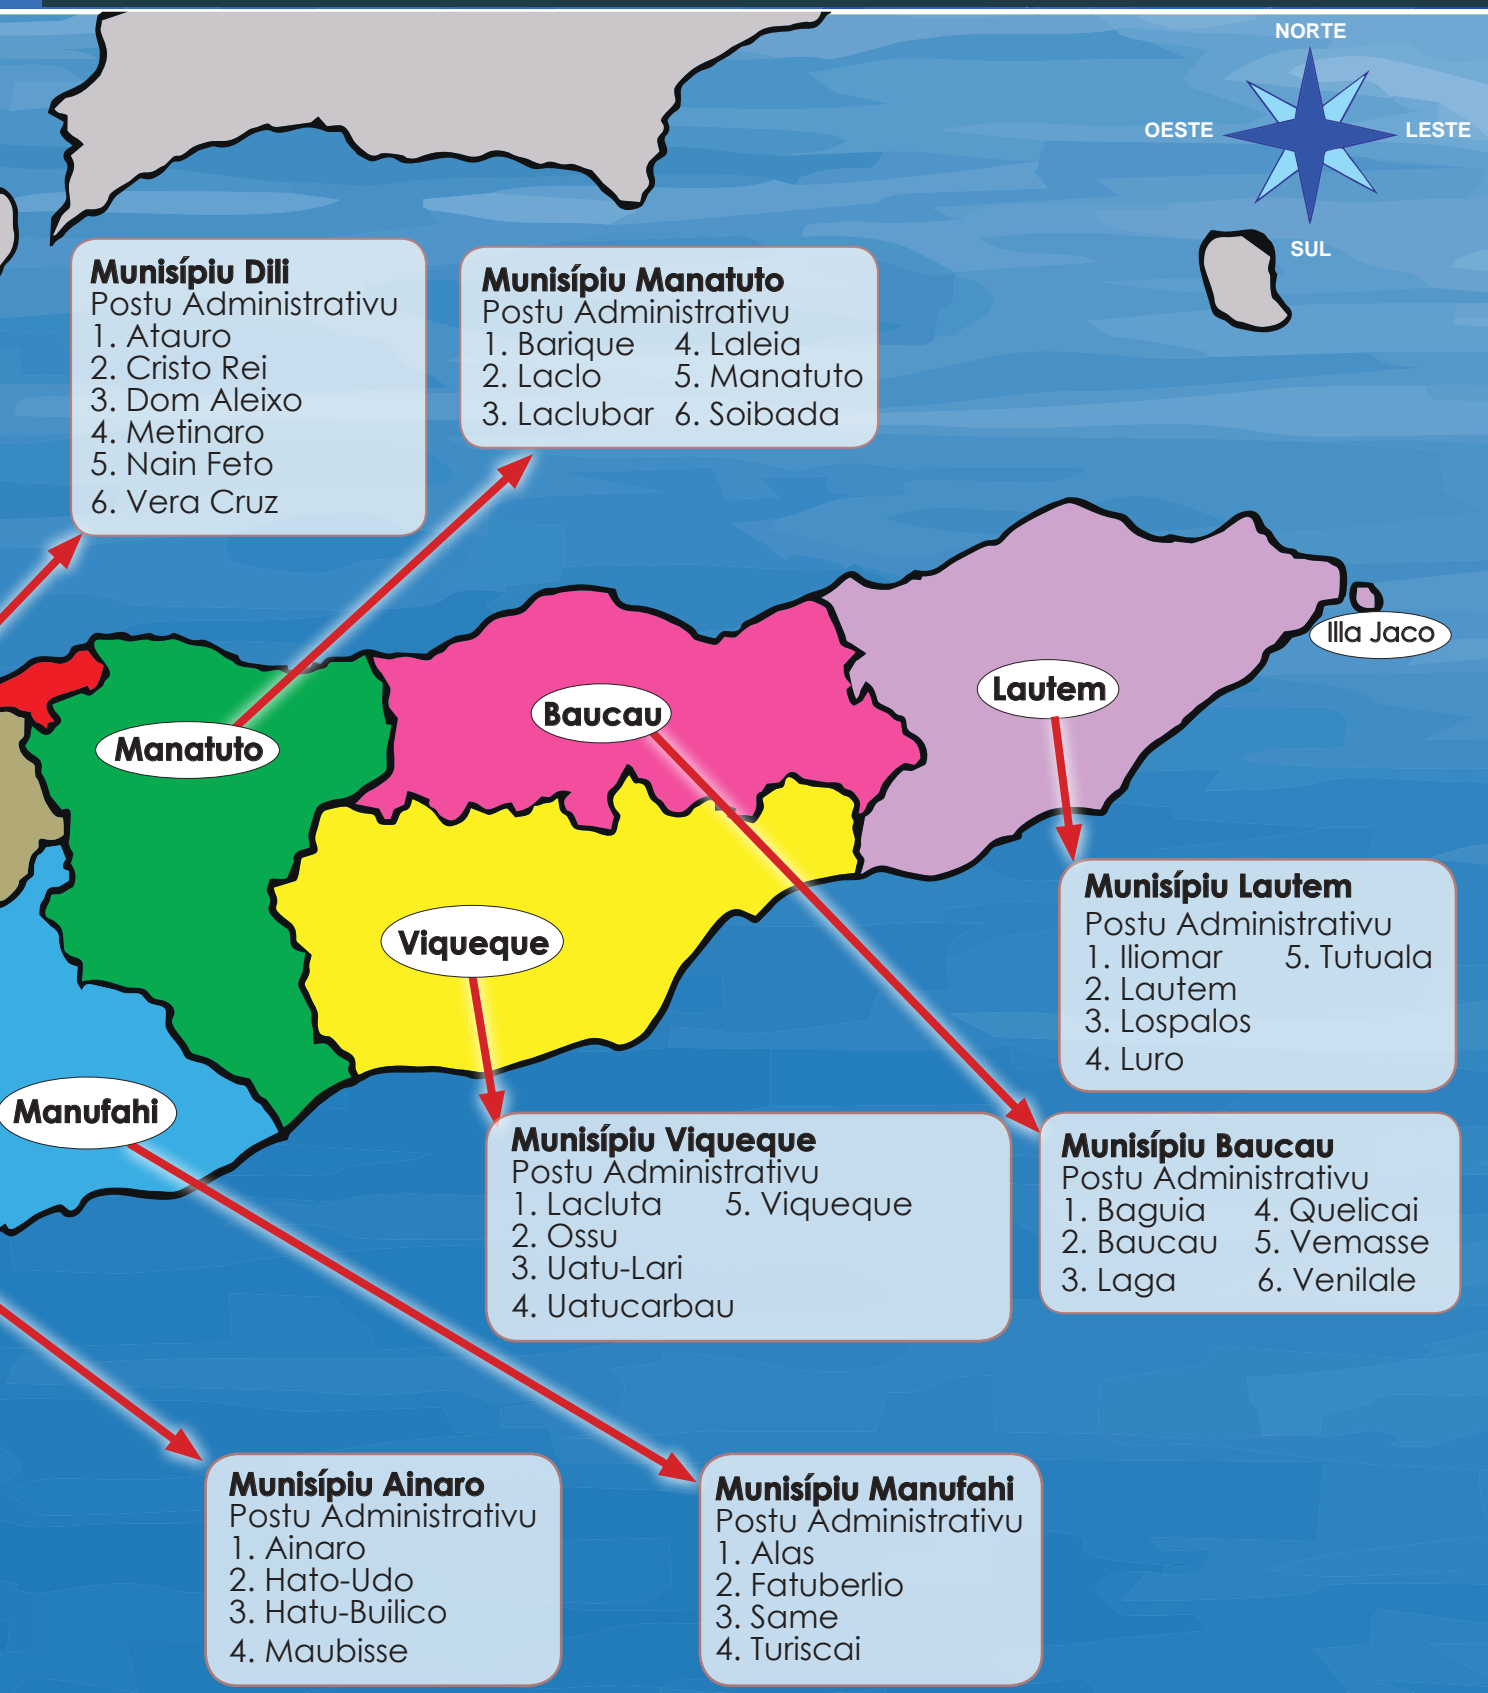 NORTE
OESTE
LESTE
SUL
Munisípiu Dili
Postu Administrativu
1. Atauro
2. Cristo Rei
3. Dom Aleixo
4. Metinaro
5. Nain Feto
6. Vera Cruz
Munisípiu Manatuto
Postu Administrativu
1. Barique 4. Laleia
2. Laclo 5. Manatuto
3. Laclubar 6. Soibada
Illa Jaco
Lautem
Baucau
Manatuto
Viqueque
Manufahi
Munisípiu Lautem
Postu Administrativu
1. Iliomar 5. Tutuala
2. Lautem
3. Lospalos
4. Luro
Munisípiu Viqueque
Postu Administrativu
1. Lacluta 5. Viqueque
2. Ossu
3. Uatu-Lari
4. Uatucarbau
Munisípiu Baucau
Postu Administrativu
1. Baguia 4. Quelicai
2. Baucau 5. Vemasse
3. Laga 6. Venilale
Munisípiu Ainaro
Postu Administrativu
1. Ainaro
2. Hato-Udo
3. Hatu-Builico
4. Maubisse
Munisípiu Manufahi
Postu Administrativu
1. Alas
2. Fatuberlio
3. Same
4. Turiscai